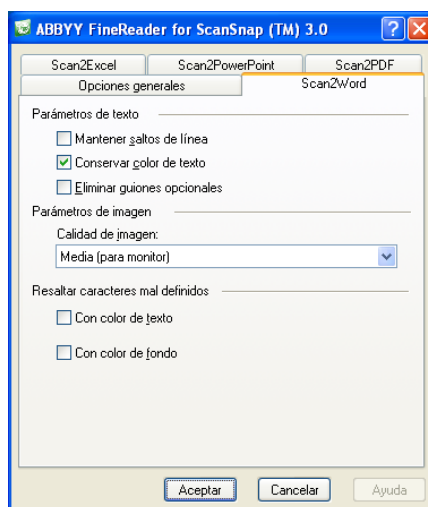 ABBYY FineReader for ScanSnap (TM) 3.0
Scan2Excel Scan2PowerPoint Scan2PDF
Opciones generales Scan2Word
Parámetros de texto
Mantener saltos de línea
Conservar color de texto
Eliminar guiones opcionales
Parámetros de imagen
Calidad de imagen:
Media (para monitor)
Resaltar caracteres mal definidos
Con color de texto
Con color de fondo
Aceptar Cancelar Ayuda